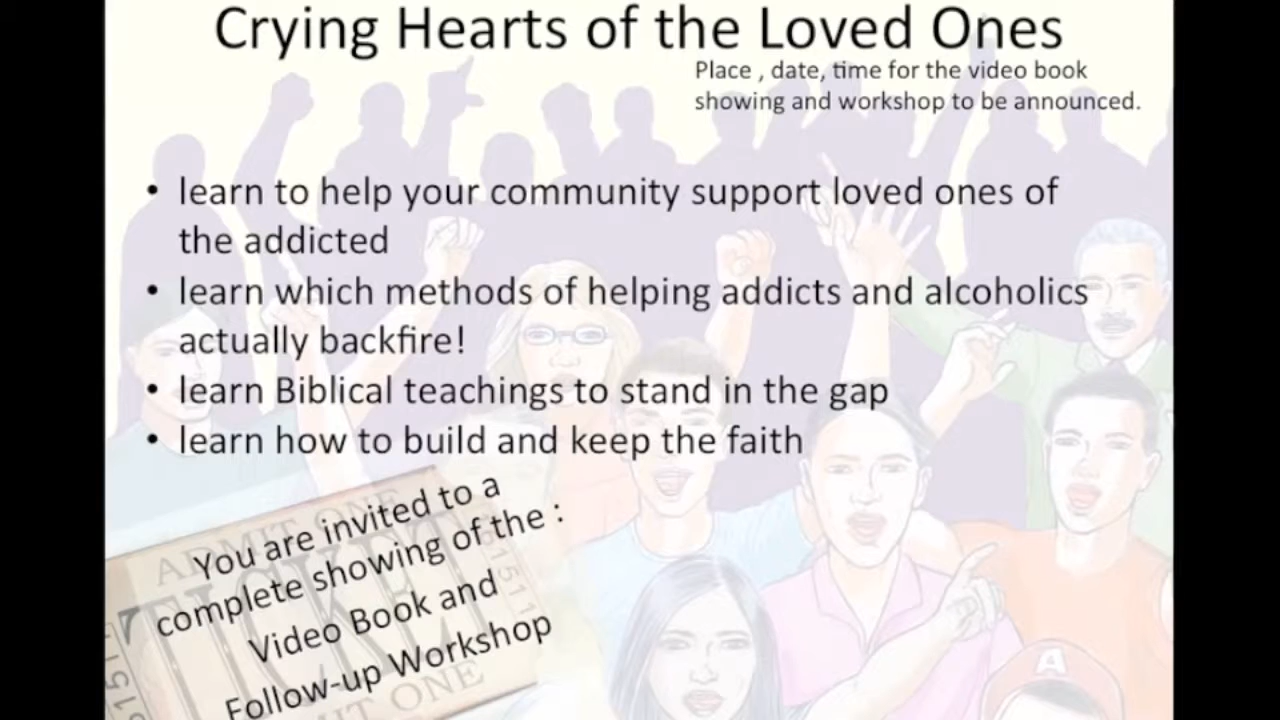 Crying Hearts of the Loved Ones
Place , date, time for the video book
showing and workshop to be announced.
• learn to help your community support loved ones of
the addicted
• learn which methods of helping addicts and alcoholics
actually backfire!
• learn Biblical teachings to stand in the gap
• learn how to build and keep the faith
ADMIT ONE
TICKET
You are invited to a
complete showing of the :
Video Book and
Follow-up Workshop
A